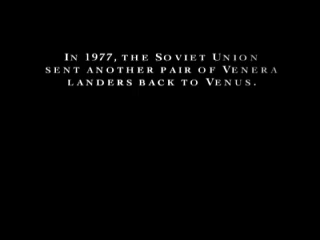 In 1977, the Soviet Union
sent another pair of Venera
landers back to Venus.